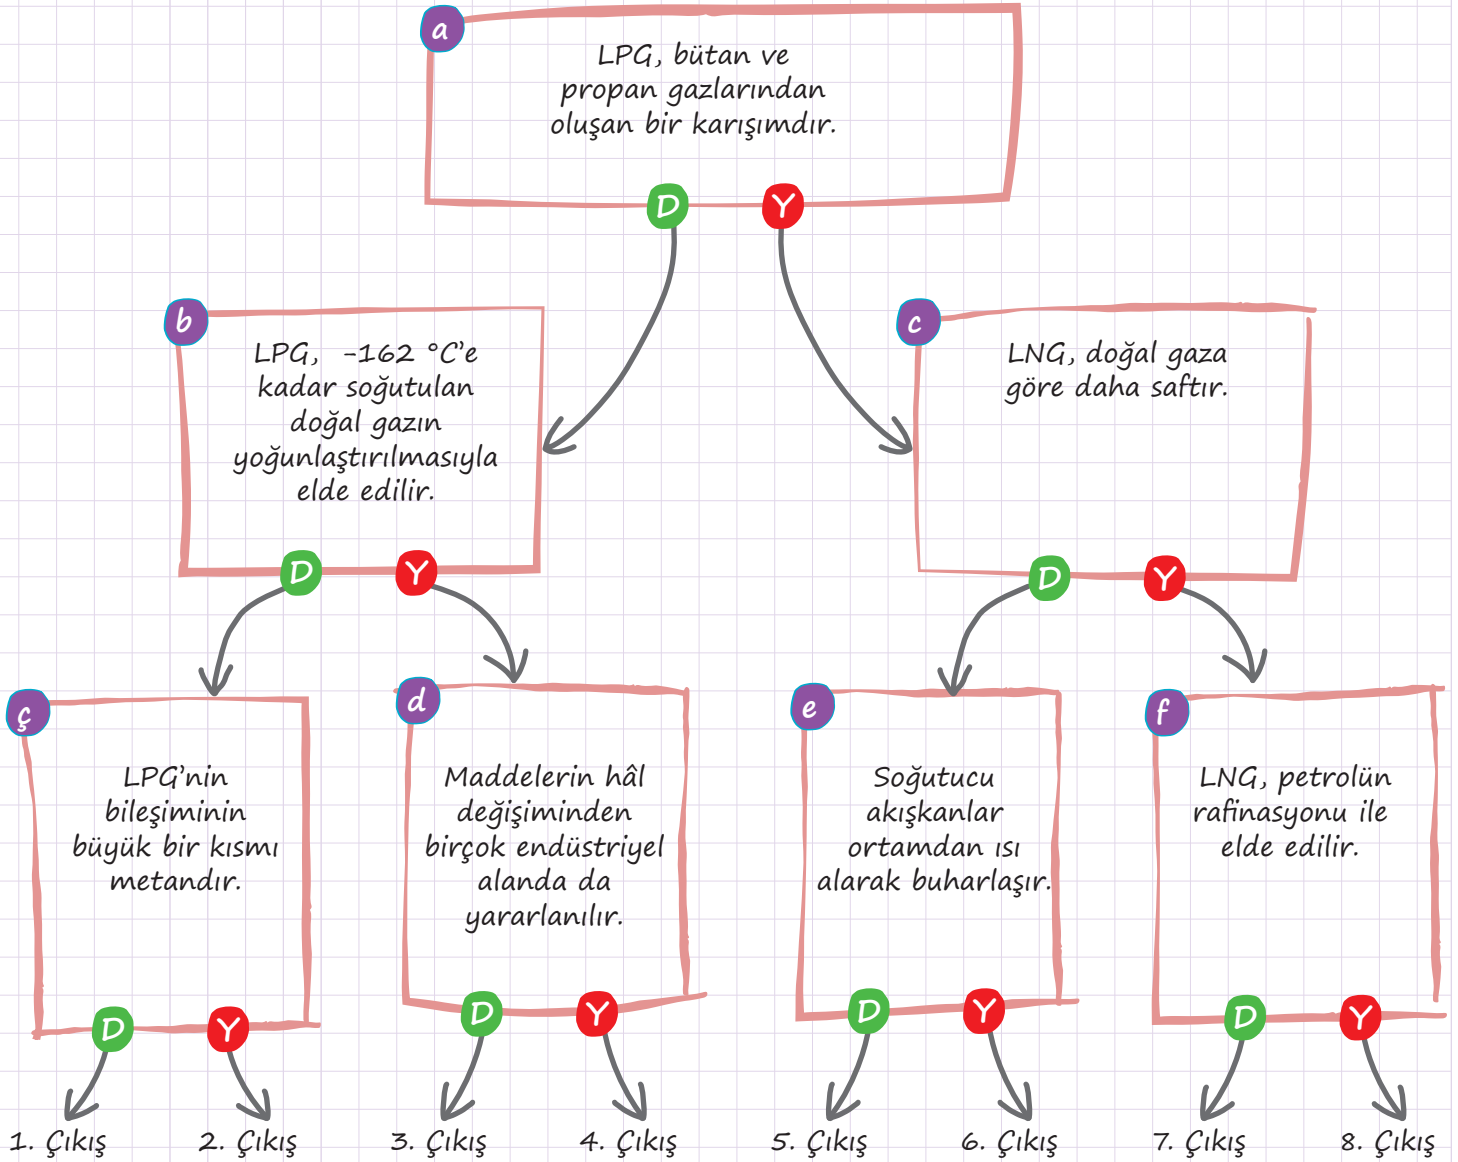 a
LPG, bütan ve
propan gazlarından
oluşan bir karışımdır.
D Y
b
LPG, -162 °C'e
kadar soğutulan
doğal gazın
yoğunlaştırılmasıyla
elde edilir.
D Y
c
LNG, doğal gaza
göre daha saftır.
D Y
ç
LPG'nin
bileşiminin
büyük bir kısmı
metandır.
D Y
d
Maddelerin hâl
değişiminden
birçok endüstriyel
alanda da
yararlanılır.
D Y
e
Soğutucu
akışkanlar
ortamdan ısı
alarak buharlaşır.
D Y
f
LNG, petrolün
rafinasyonu ile
elde edilir.
D Y
1. Çıkış 2. Çıkış 3. Çıkış 4. Çıkış 5. Çıkış 6. Çıkış 7. Çıkış 8. Çıkış